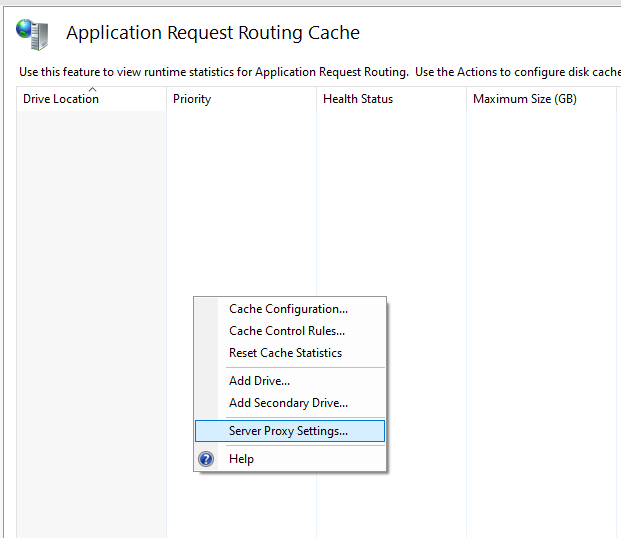 Application Request Routing Cache
Use this feature to view runtime statistics for Application Request Routing.  Use the Actions to configure disk cache
Drive Location Priority Health Status Maximum Size (GB)
Cache Configuration...
Cache Control Rules...
Reset Cache Statistics
Add Drive...
Add Secondary Drive...
Server Proxy Settings...
Help